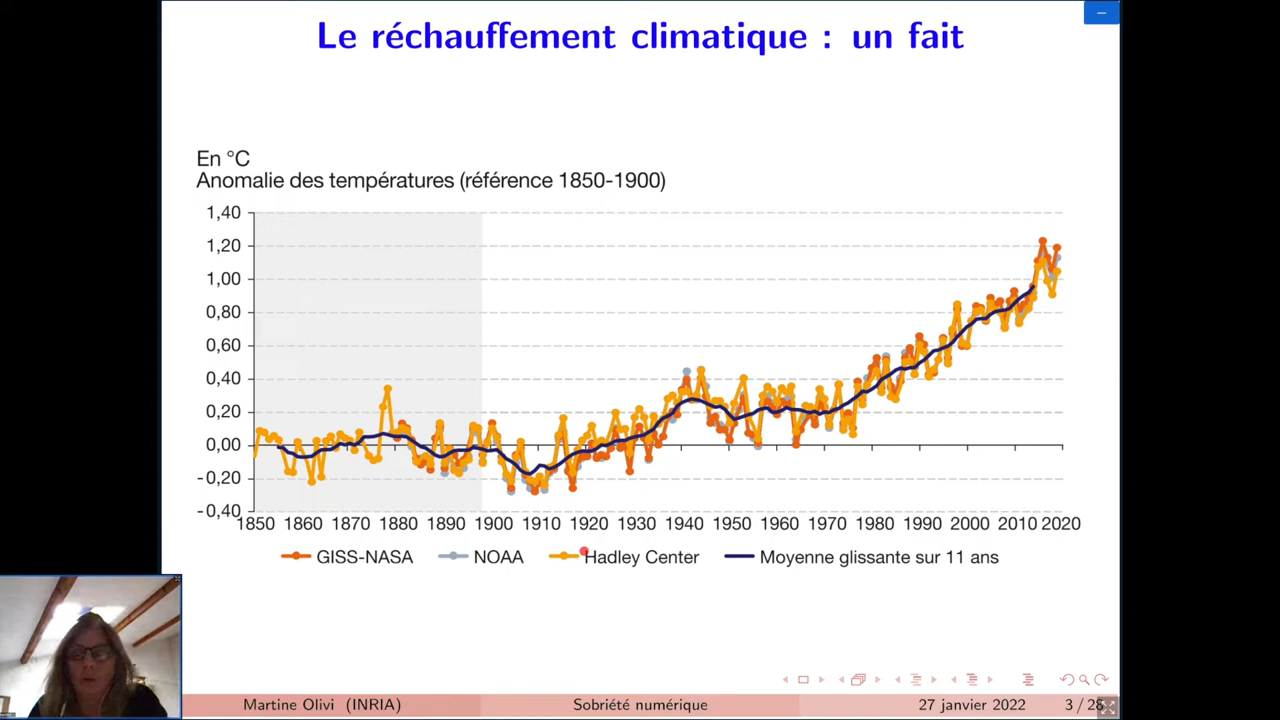 Le réchauffement climatique : un fait
En °C
Anomalie des températures (référence 1850-1900)
1,40
1,20
1,00
0,80
0,60
0,40
0,20
0,00
-0,20
-0,40
1850 1860 1870 1880 1890 1900 1910 1920 1930 1940 1950 1960 1970 1980 1990 2000 2010 2020
GISS-NASA NOAA Hadley Center Moyenne glissante sur 11 ans
Martine Olivi (INRIA) Sobriété numérique 27 janvier 2022 3 / 28